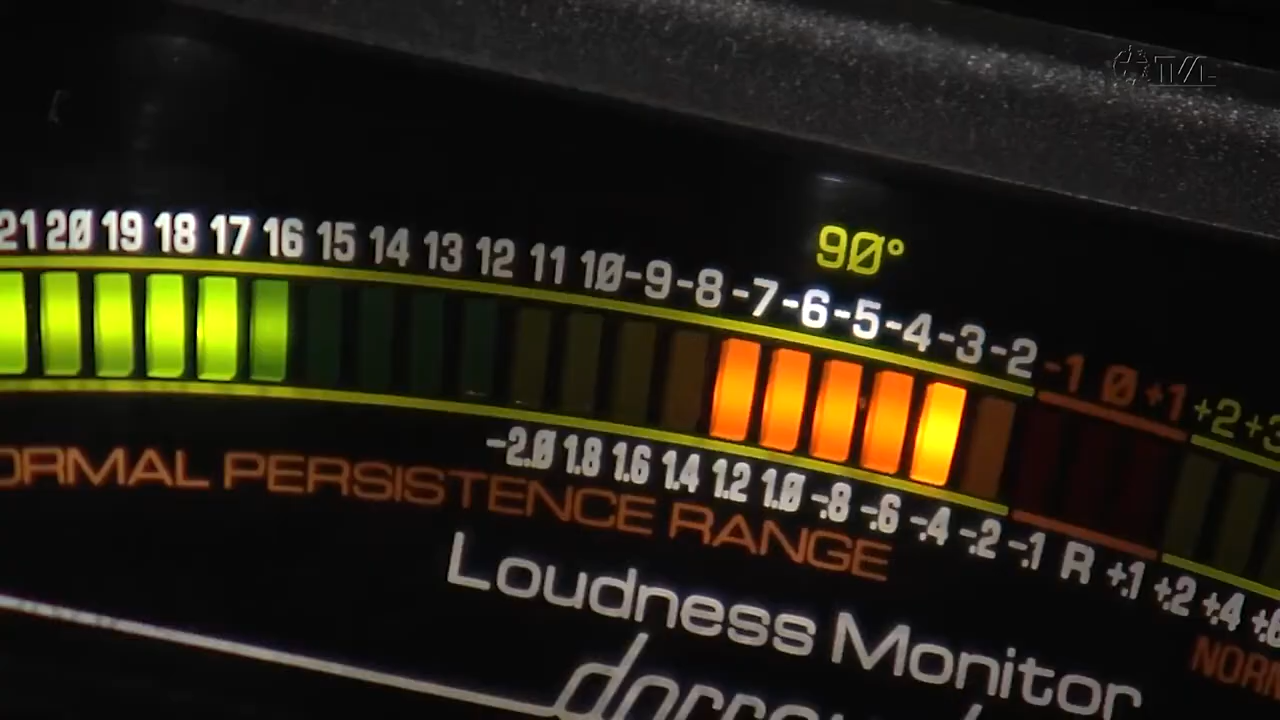 90°
21 20 19 18 17 16 15 14 13 12 11 10 -9 -8 -7 -6 -5 -4 -3 -2 -1 0 +1 +2 +3
-2.0 1.8 1.6 1.4 1.2 1.0 -.8 -.6 -.4 -.2 -.1 R +.1 +.2 +.4
ORMAL PERSISTENCE RANGE
NORM
Loudness Monitor